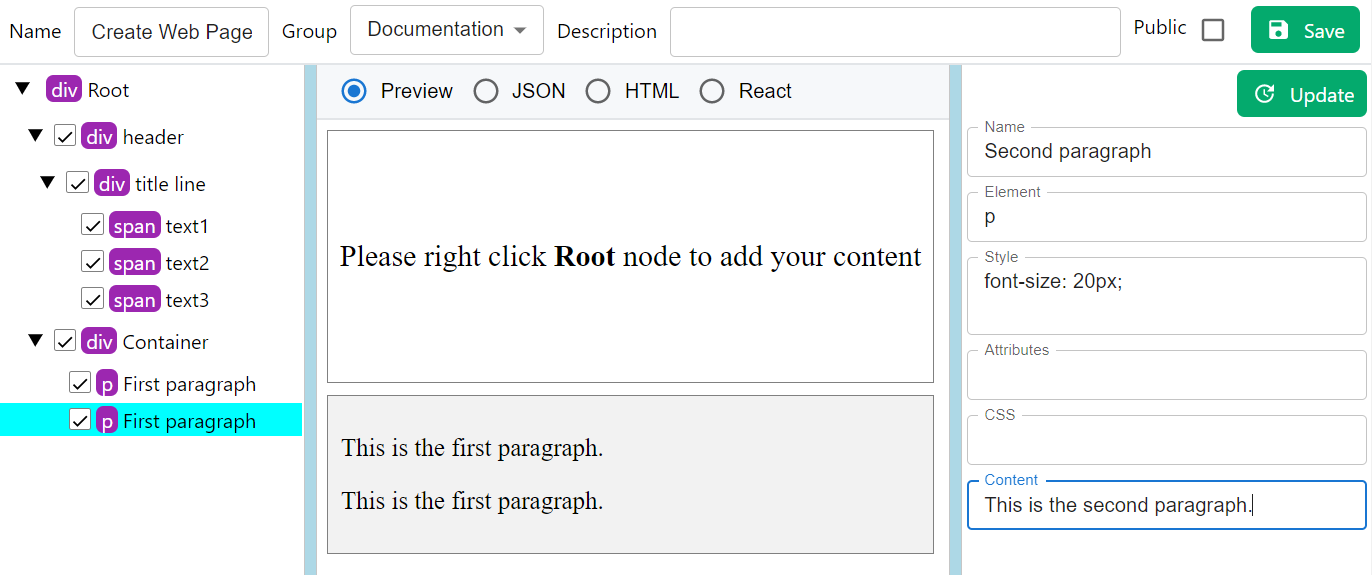 Name Create Web Page Group Documentation Description Public Save
div Root
div header
div title line
span text1
span text2
span text3
div Container
p First paragraph
p First paragraph
Preview JSON HTML React
Please right click Root node to add your content
This is the first paragraph.
This is the first paragraph.
Update
Name
Second paragraph
Element
p
Style
font-size: 20px;
Attributes
CSS
Content
This is the second paragraph.